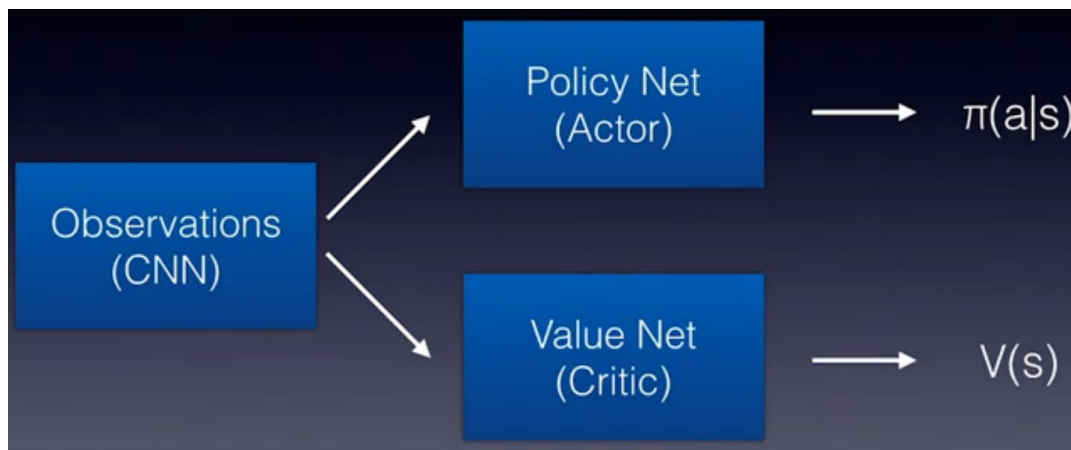 Policy Net
(Actor)
π(a|s)
Observations
(CNN)
Value Net
(Critic)
V(s)